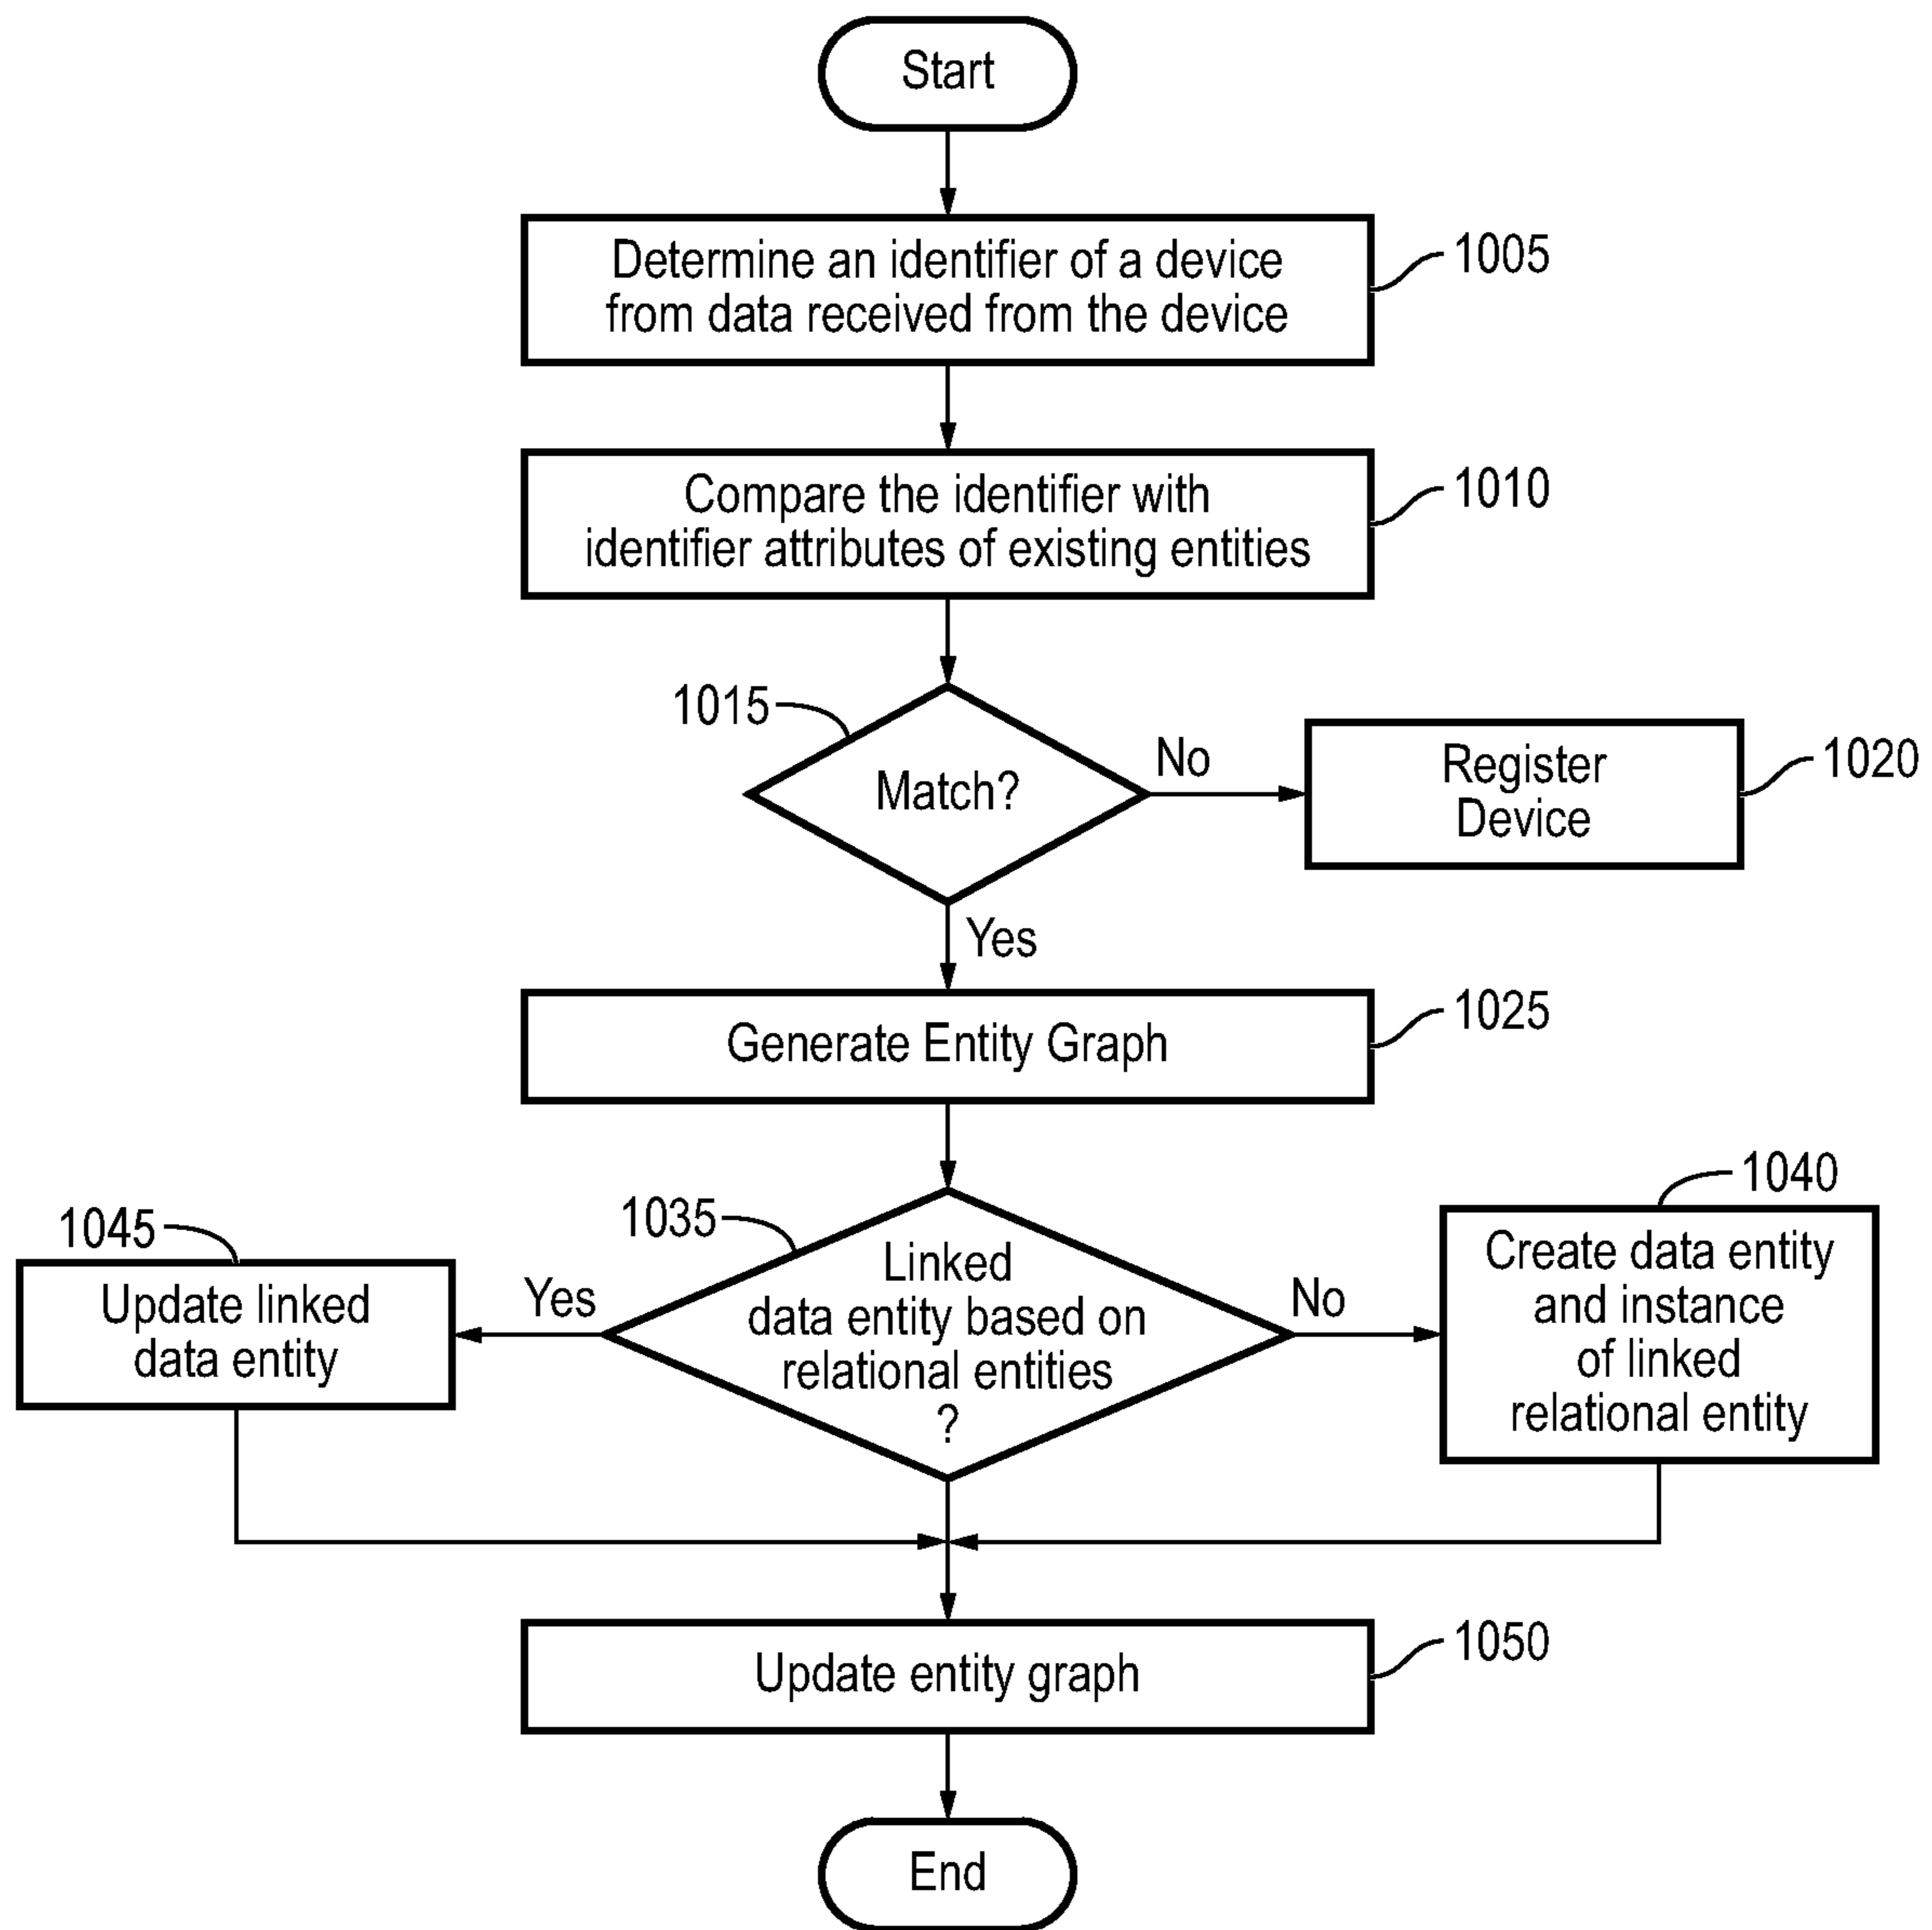 Start
Determine an identifier of a device
from data received from the device
1005
Compare the identifier with
identifier attributes of existing entities
1010
1015
Match?
No
Register
Device
1020
Yes
Generate Entity Graph
1025
1035
Linked
data entity based on
relational entities
?
Yes
1045
Update linked
data entity
No
1040
Create data entity
and instance
of linked
relational entity
Update entity graph
1050
End